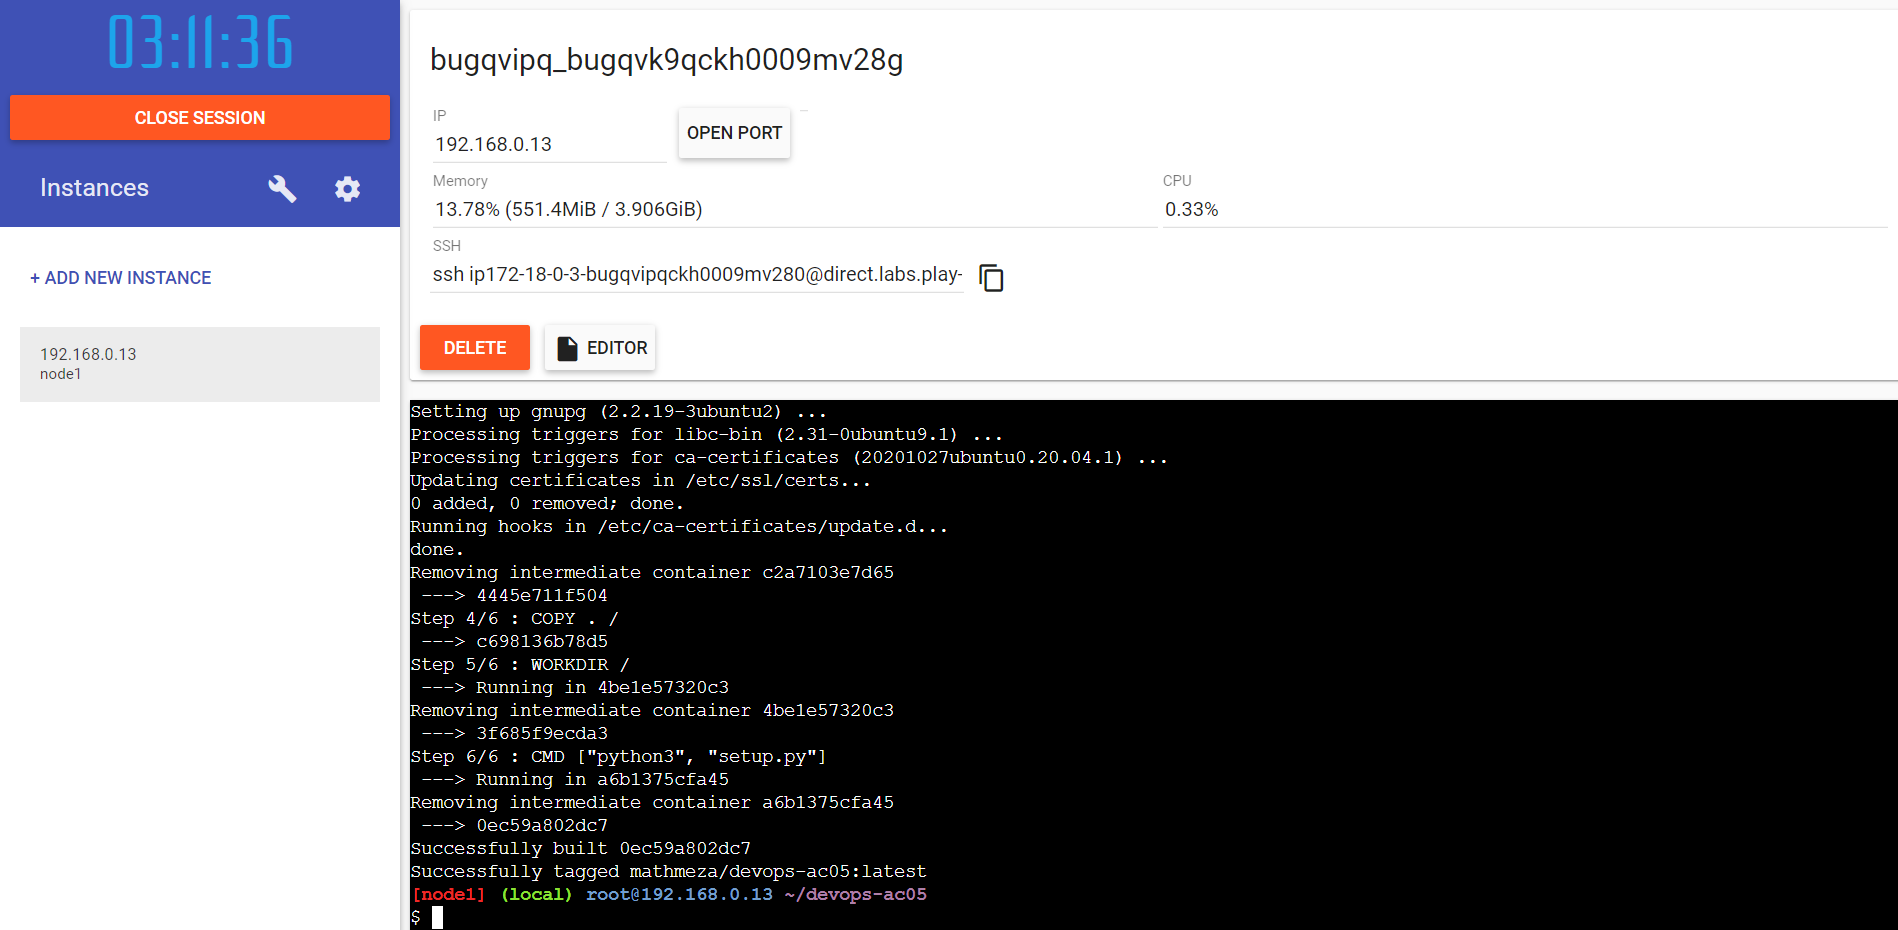 03:11:36
CLOSE SESSION
Instances
+ ADD NEW INSTANCE
192.168.0.13
node1
bugqvipq_bugqvk9qckh0009mv28g
IP
192.168.0.13
OPEN PORT
Memory
13.78% (551.4MiB / 3.906GiB)
CPU
0.33%
SSH
ssh ip172-18-0-3-bugqvipqckh0009mv280@direct.labs.play-
DELETE
EDITOR
Setting up gnupg (2.2.19-3ubuntu2) ...
Processing triggers for libc-bin (2.31-0ubuntu9.1) ...
Processing triggers for ca-certificates (20201027ubuntu0.20.04.1) ...
Updating certificates in /etc/ssl/certs...
0 added, 0 removed; done.
Running hooks in /etc/ca-certificates/update.d...
done.
Removing intermediate container c2a7103e7d65
 ---> 4445e711f504
Step 4/6 : COPY . /
 ---> c698136b78d5
Step 5/6 : WORKDIR /
 ---> Running in 4be1e57320c3
Removing intermediate container 4be1e57320c3
 ---> 3f685f9ecda3
Step 6/6 : CMD ["python3", "setup.py"]
 ---> Running in a6b1375cfa45
Removing intermediate container a6b1375cfa45
 ---> 0ec59a802dc7
Successfully built 0ec59a802dc7
Successfully tagged mathmeza/devops-ac05:latest
[node1] (local) root@192.168.0.13 ~/devops-ac05
$